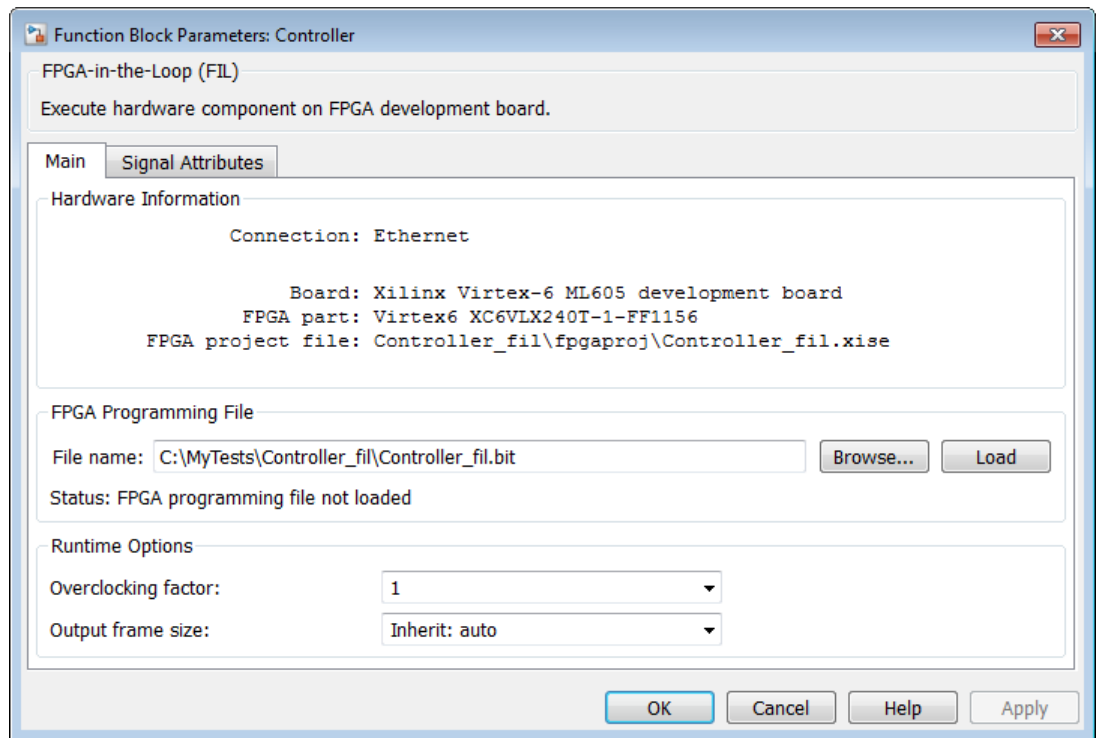 Function Block Parameters: Controller
FPGA-in-the-Loop (FIL)
Execute hardware component on FPGA development board.
Main Signal Attributes
Hardware Information
Connection: Ethernet
Board: Xilinx Virtex-6 ML605 development board
FPGA part: Virtex6 XC6VLX240T-1-FF1156
FPGA project file: Controller_fil\fpgaproj\Controller_fil.xise
FPGA Programming File
File name: C:\MyTests\Controller_fil\Controller_fil.bit Browse... Load
Status: FPGA programming file not loaded
Runtime Options
Overclocking factor: 1
Output frame size: Inherit: auto
OK Cancel Help Apply